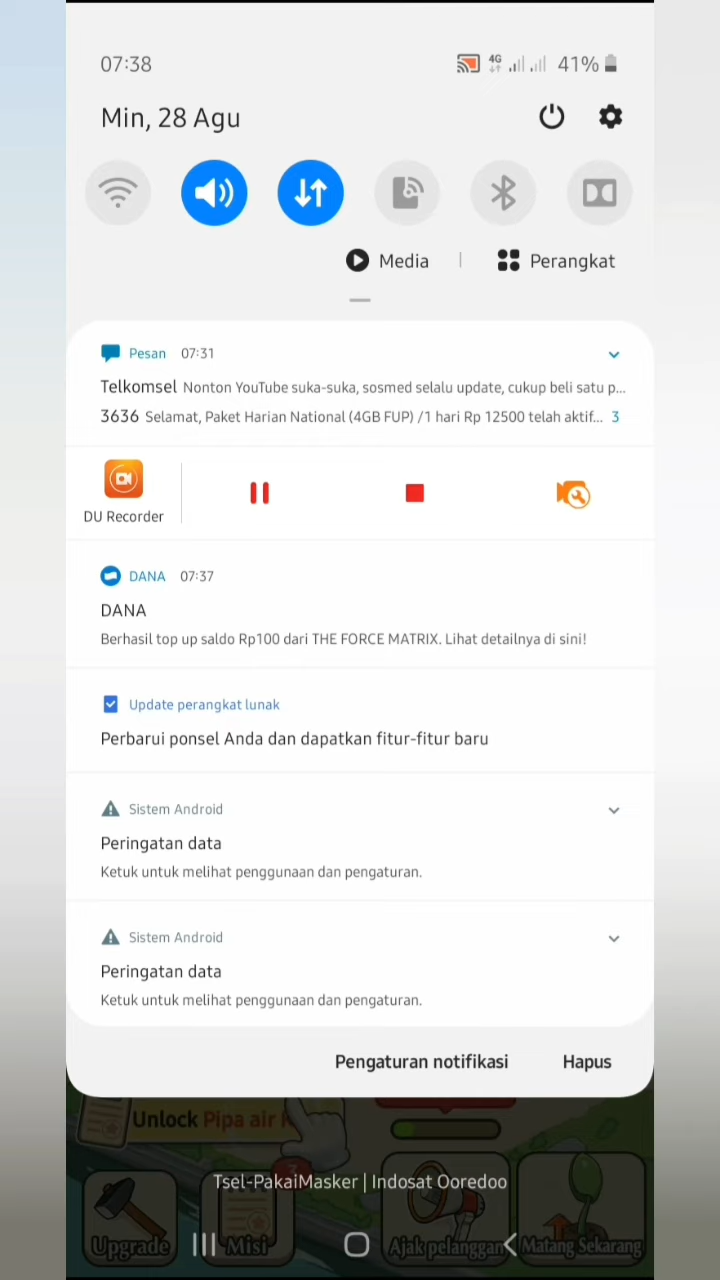 07:38
4G
41%
Min, 28 Agu
Media
Perangkat
Pesan 07:31
Telkomsel Nonton YouTube suka-suka, sosmed selalu update, cukup beli satu p...
3636 Selamat, Paket Harian National (4GB FUP) /1 hari Rp 12500 telah aktif... 3
DU Recorder
DANA 07:37
DANA
Berhasil top up saldo Rp100 dari THE FORCE MATRIX. Lihat detailnya di sini!
Update perangkat lunak
Perbarui ponsel Anda dan dapatkan fitur-fitur baru
Sistem Android
Peringatan data
Ketuk untuk melihat penggunaan dan pengaturan.
Sistem Android
Peringatan data
Ketuk untuk melihat penggunaan dan pengaturan.
Pengaturan notifikasi
Hapus
Unlock Pipa air
Tsel-PakaiMasker | Indosat Ooredoo
Upgrade
Misi
Ajak pelanggan
Matang Sekarang